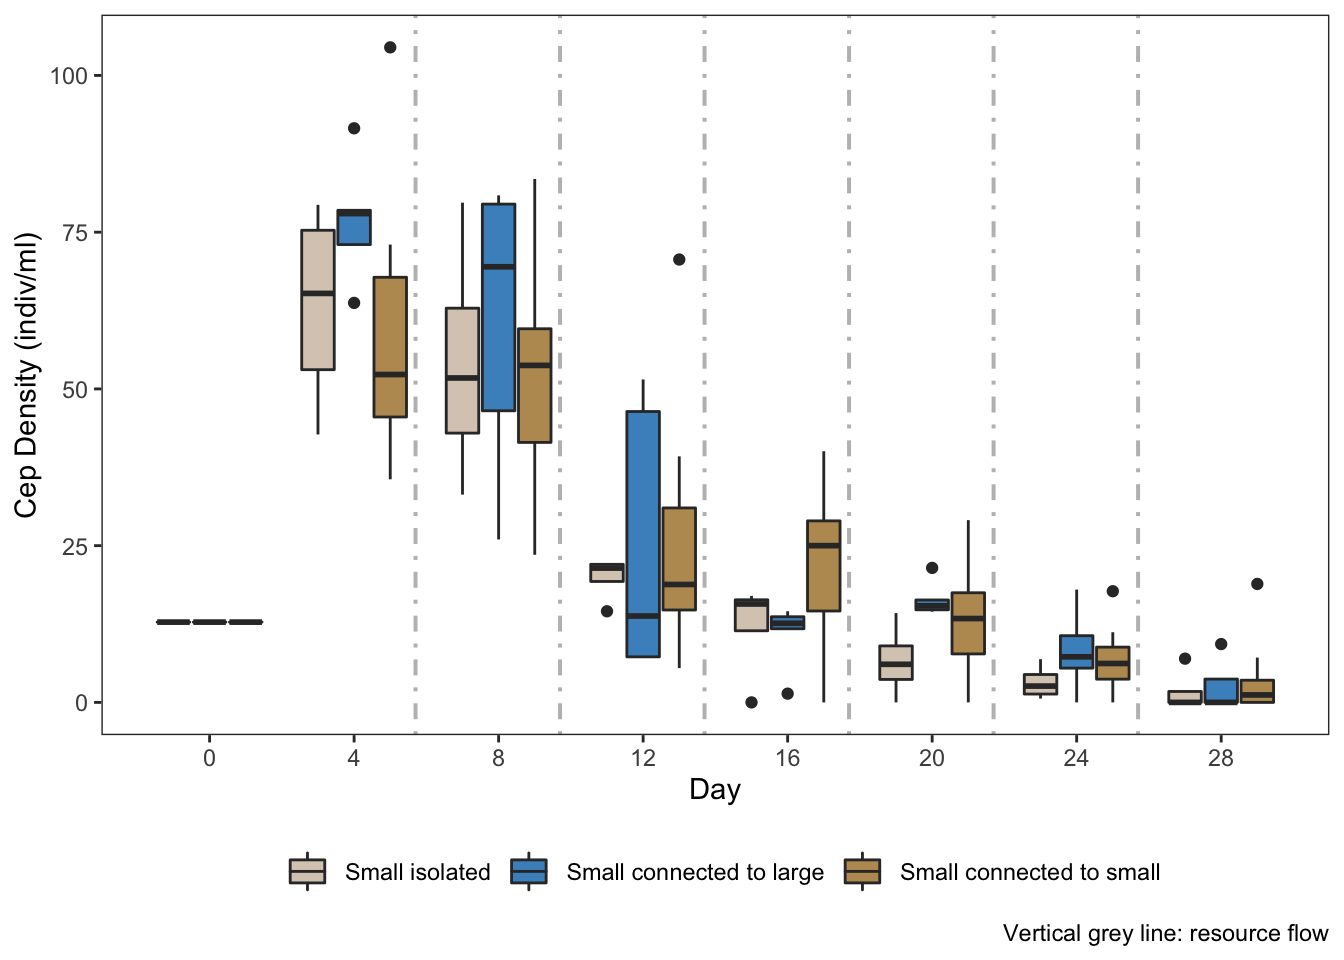 Cep Density (indiv/ml)
100
75
50
25
0
0 4 8 12 16 20 24 28
Day
Small isolated Small connected to large Small connected to small
Vertical grey line: resource flow